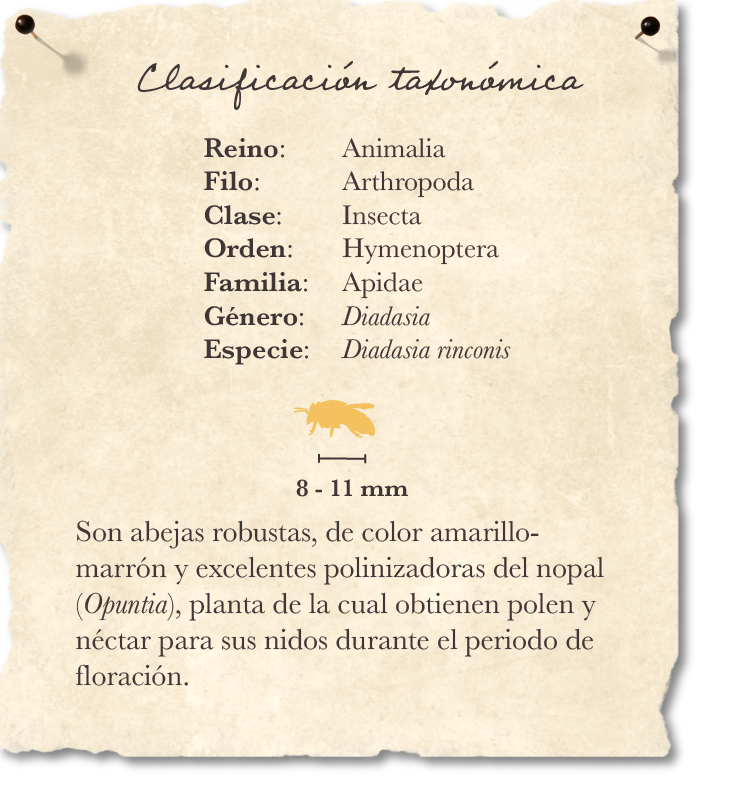 Clasificación taxonómica
Reino: Animalia
Filo: Arthropoda
Clase: Insecta
Orden: Hymenoptera
Familia: Apidae
Género: Diadasia
Especie: Diadasia rinconis
8 - 11 mm
Son abejas robustas, de color amarillo-
marrón y excelentes polinizadoras del nopal
(Opuntia), planta de la cual obtienen polen y
néctar para sus nidos durante el periodo de
floración.